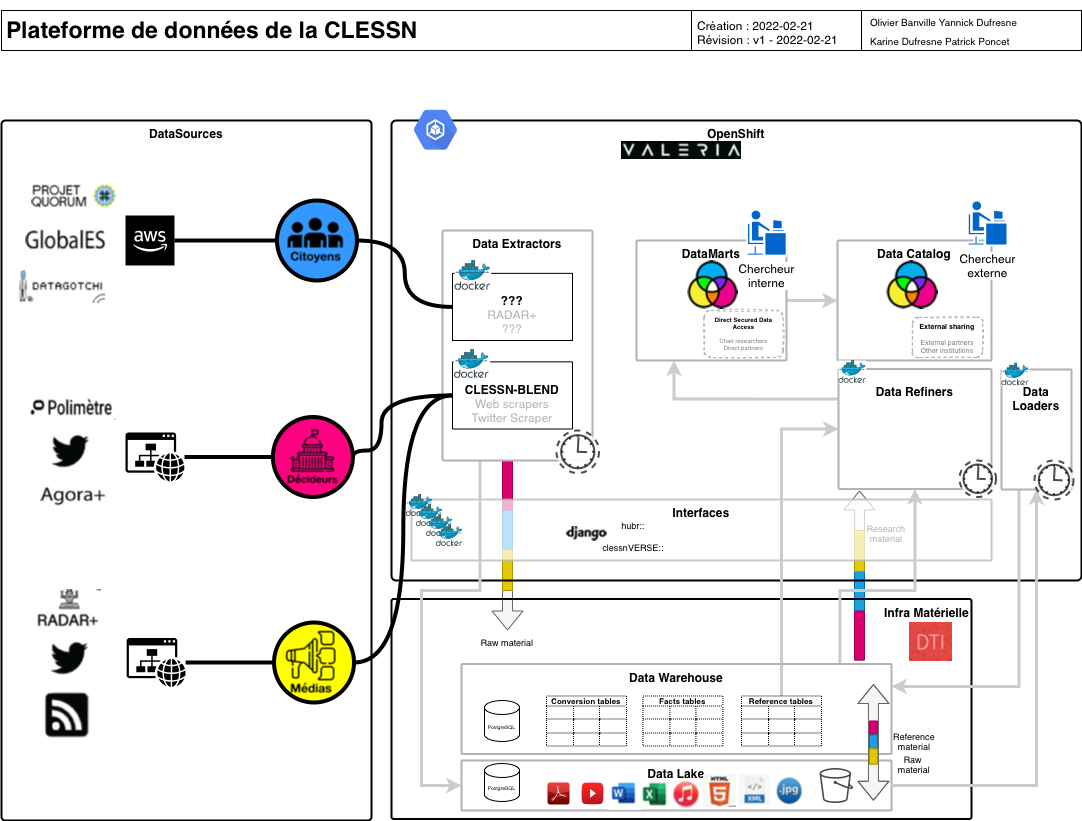 Plateforme de données de la CLESSN
Création : 2022-02-21
Révision : v1 - 2022-02-21
Olivier Banville Yannick Dufresne
Karine Dufresne Patrick Poncet
DataSources
PROJET
QUORUM
GlobalES
DATAGOTCHI
aws
Citoyens
Polimètre
Agora+
Décideurs
RADAR+
Médias
OpenShift
VALERIA
Data Extractors
docker
???
RADAR+
???
docker
CLESSN-BLEND
Web scrapers
Twitter Scraper
DataMarts
Chercheur
interne
Direct Secured Data
Access
Chair researchers
Direct partners
Data Catalog
Chercheur
externe
External sharing
External partners
Other institutions
docker
Data Refiners
docker
Data
Loaders
Interfaces
docker
docker
docker
docker
django
hubr::
clessnVERSE::
Research
material
Raw material
Infra Matérielle
DTI
Data Warehouse
PostgreSQL
Conversion tables
Facts tables
Reference tables
Reference
material
Raw
material
Data Lake
PostgreSQL
HTML
5
</>
XML
.jpg